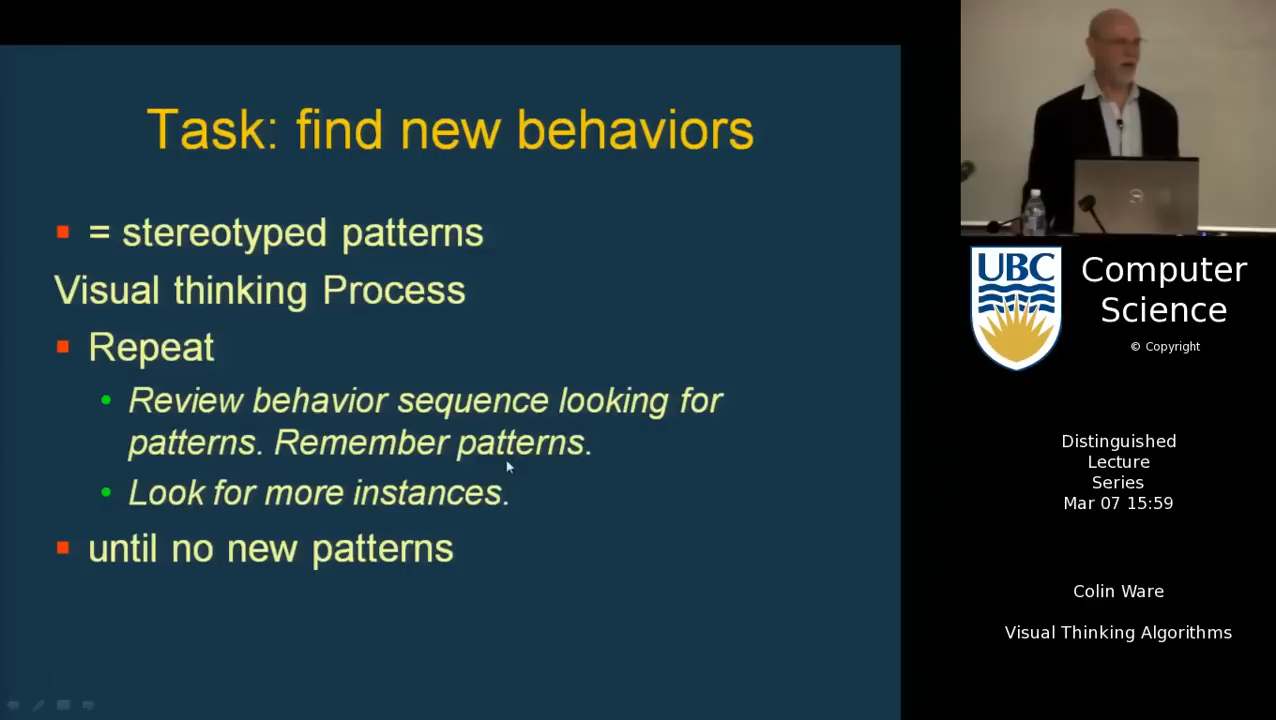 Task: find new behaviors
= stereotyped patterns
Visual thinking Process
Repeat
Review behavior sequence looking for
patterns. Remember patterns.
Look for more instances.
until no new patterns
UBC
Computer
Science
© Copyright
Distinguished
Lecture
Series
Mar 07 15:59
Colin Ware
Visual Thinking Algorithms